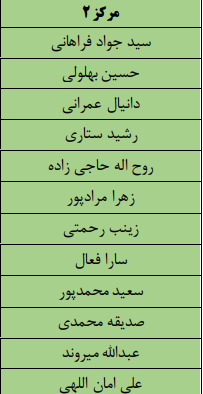 مرکز ۲
سید جواد فراهانی
حسین بهلولی
دانیال عمرانی
رشید ستاری
روح اله حاجی زاده
زهرا مرادپور
زینب رحمتی
سارا فعال
سعید محمدپور
صدیقه محمدی
عبدالله میروند
علی امان اللهی